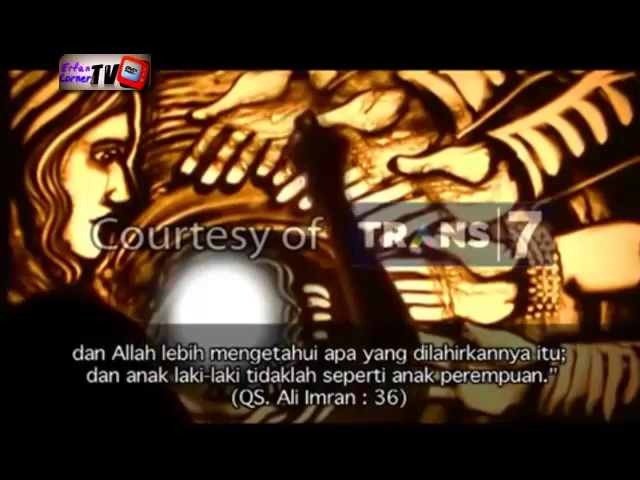 Erfan
Corner
TV
Courtesy of TRANS|7
dan Allah lebih mengetahui apa yang dilahirkannya itu;
dan anak laki-laki tidaklah seperti anak perempuan."
(QS. Ali Imran : 36)